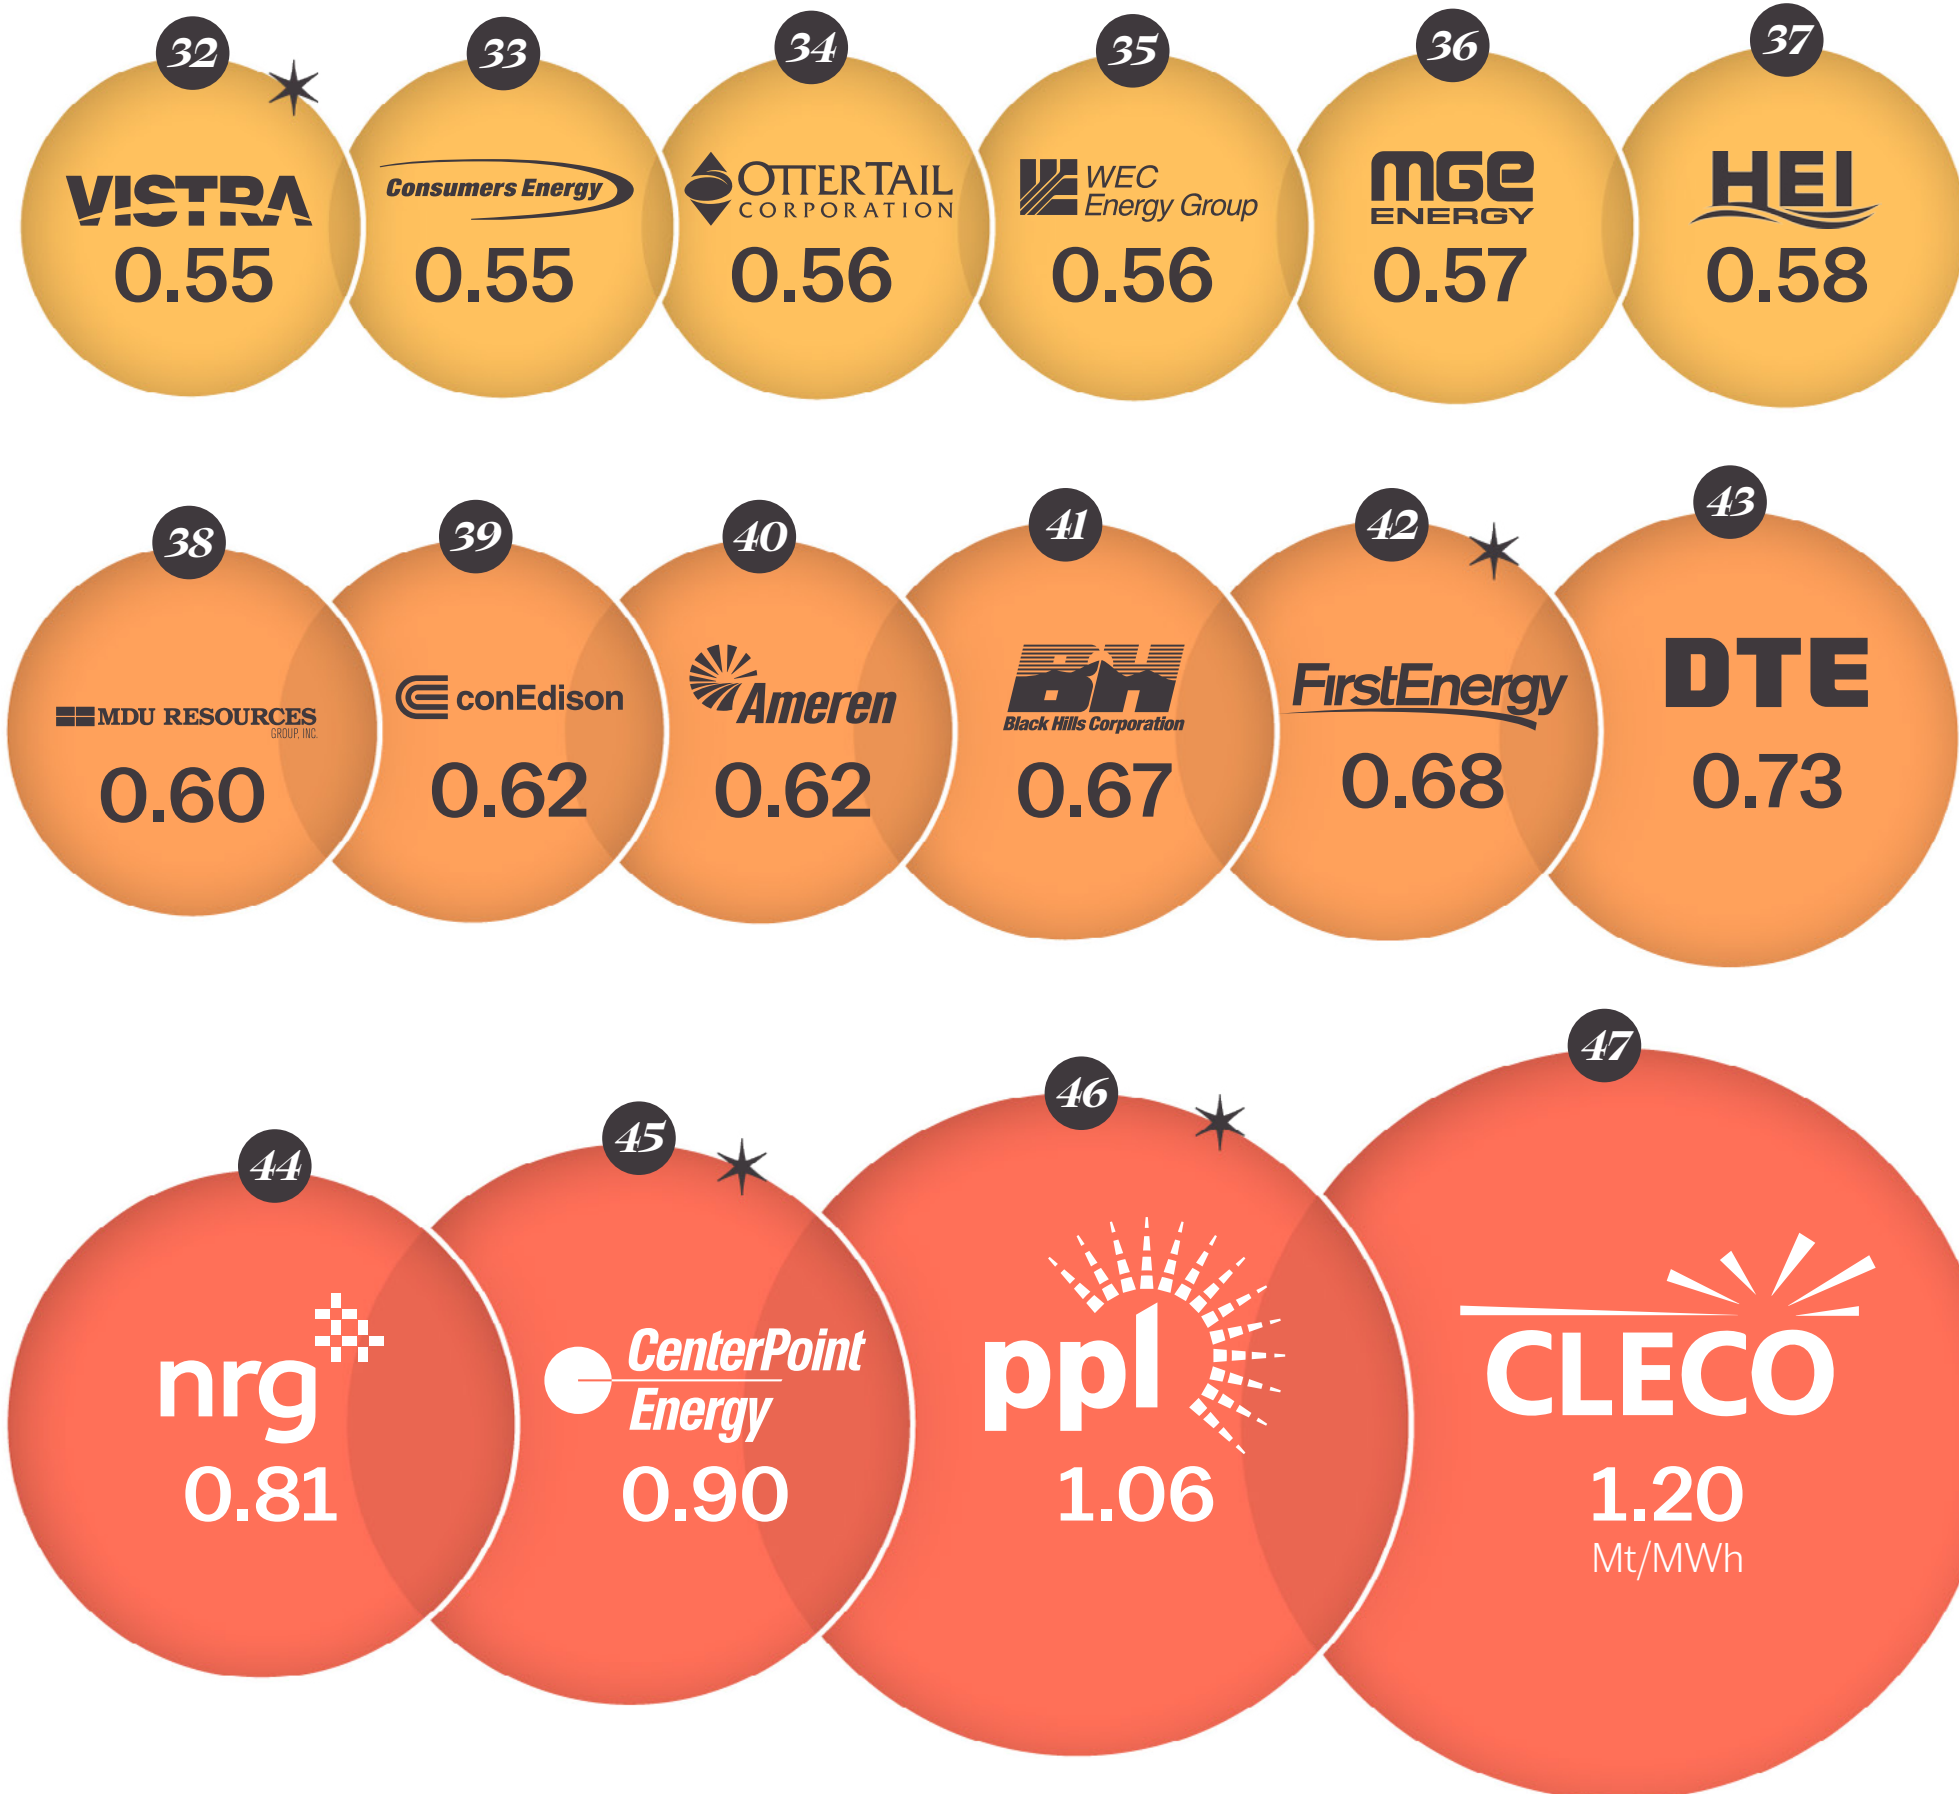 32
VISTRA
0.55
33
Consumers Energy
0.55
34
OTTERTAIL
CORPORATION
0.56
35
WEC
Energy Group
0.56
36
MGE
ENERGY
0.57
37
HEI
0.58
38
MDU RESOURCES
GROUP, INC.
0.60
39
conEdison
0.62
40
Ameren
0.62
41
BH
Black Hills Corporation
0.67
42
FirstEnergy
0.68
43
DTE
0.73
44
nrg
0.81
45
CenterPoint
Energy
0.90
46
ppl
1.06
47
CLECO
1.20
Mt/MWh